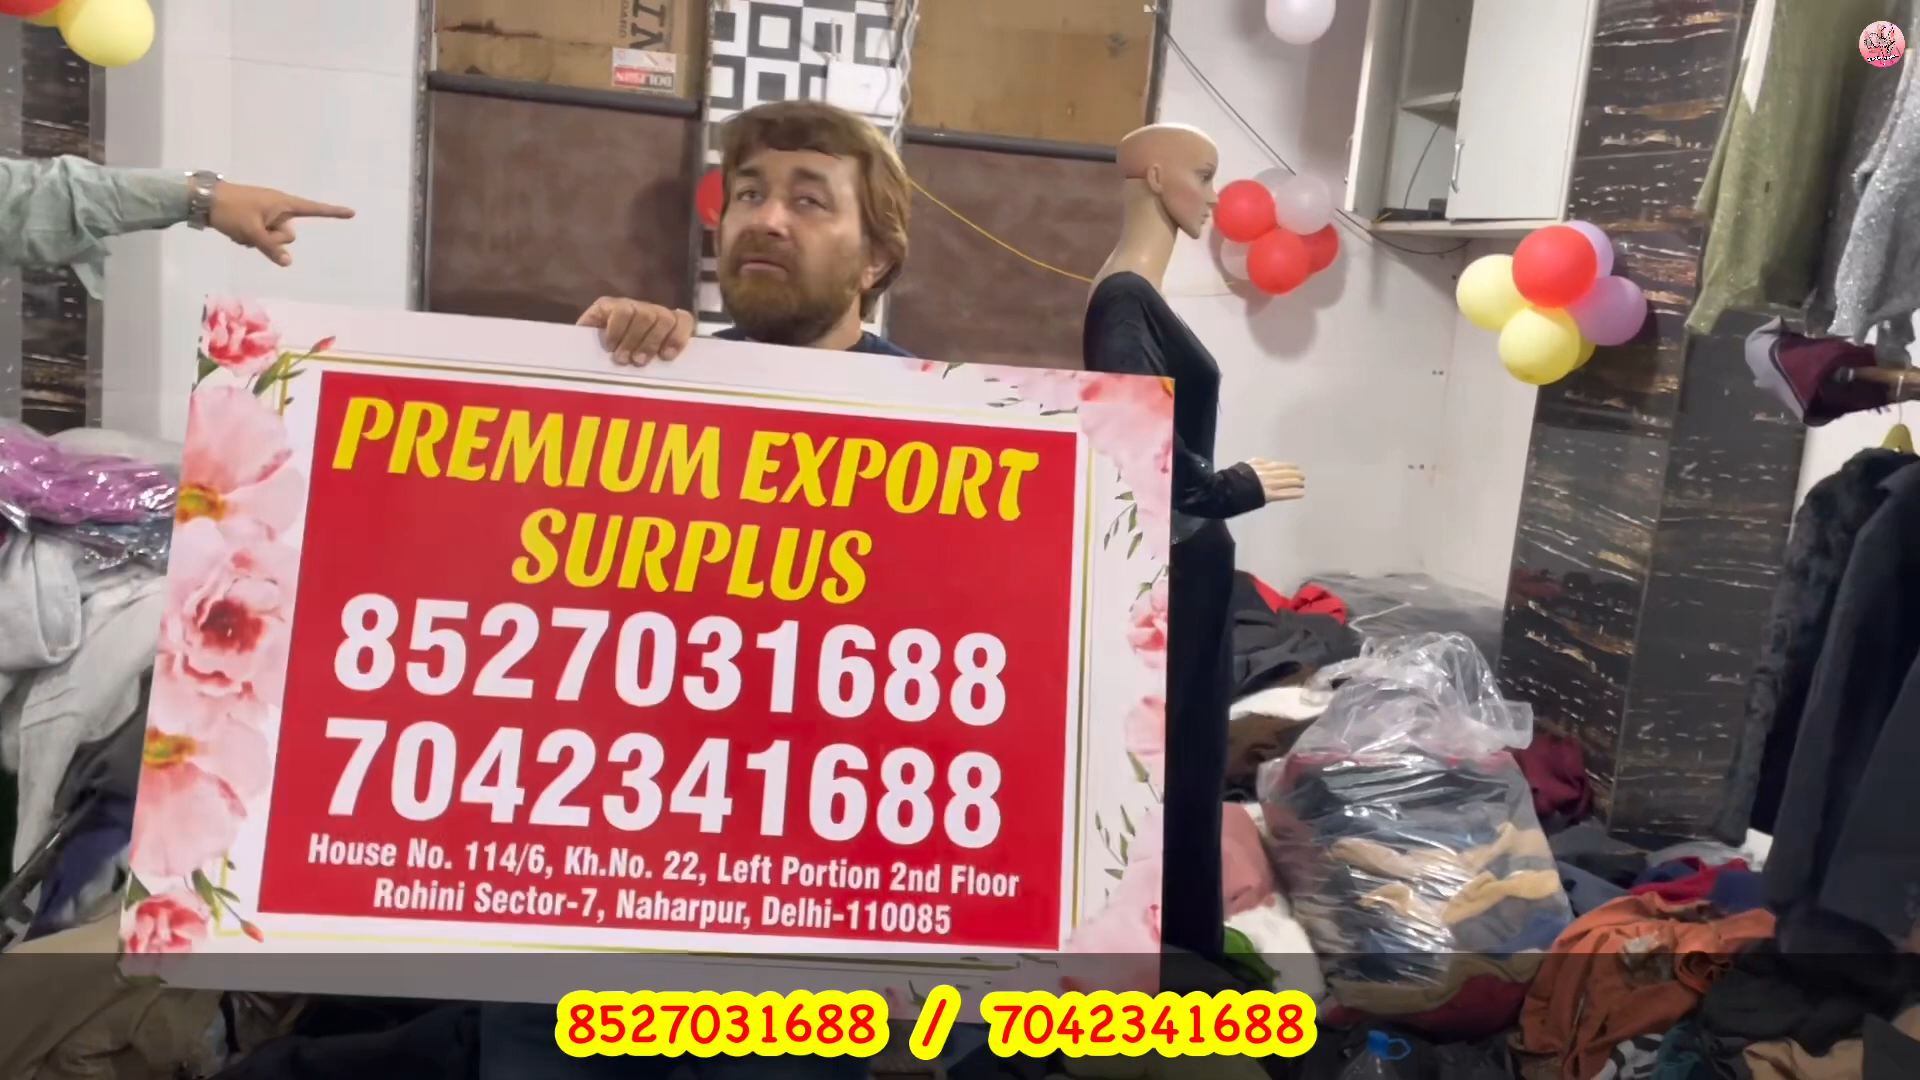 PREMIUM EXPORT
SURPLUS
8527031688
7042341688
House No. 114/6, Kh.No. 22, Left Portion 2nd Floor
Rohini Sector-7, Naharpur, Delhi-110085
8527031688 / 7042341688